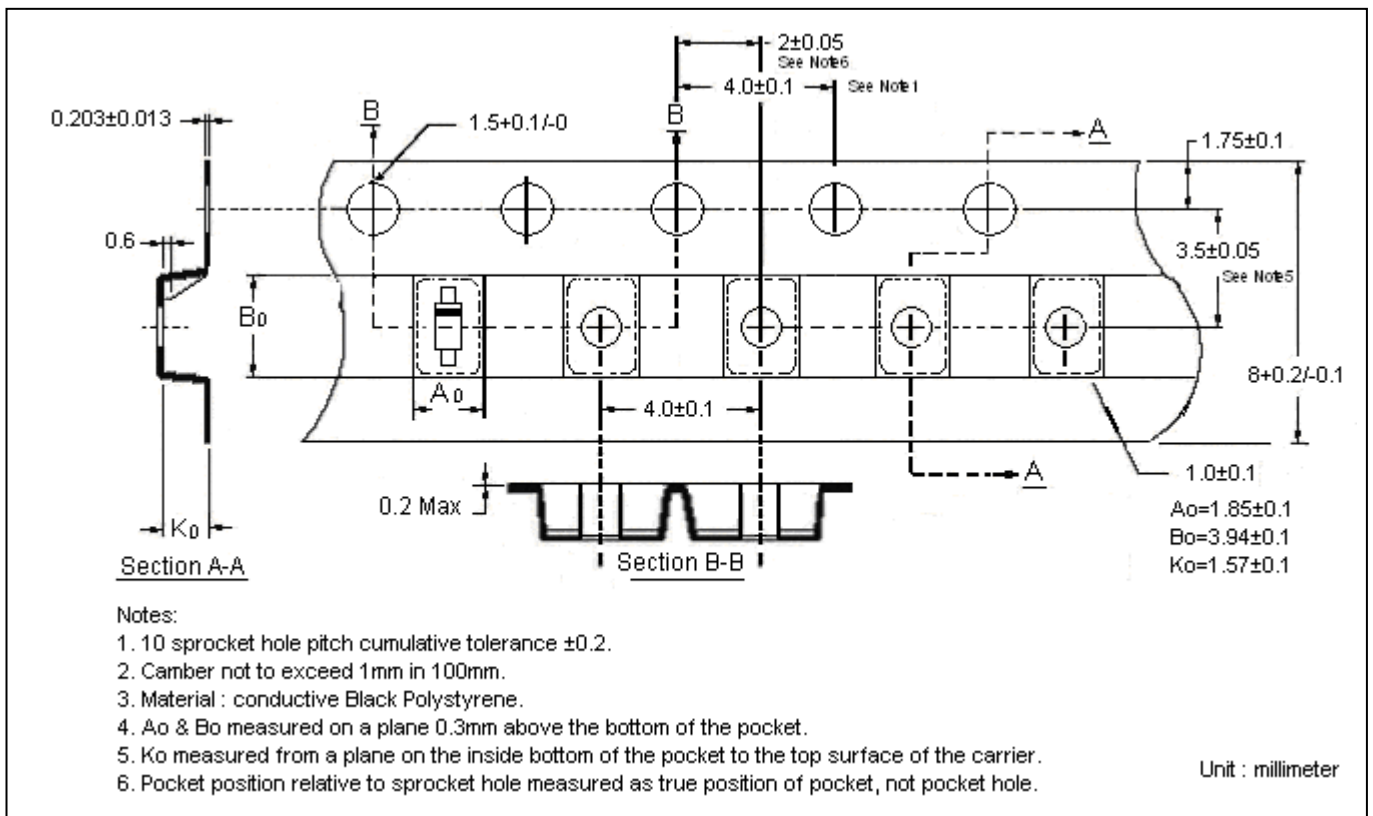 2±0.05
See Note6
4.0±0.1 See Note1
B
B
A
0.203±0.013
1.5+0.1/-0
1.75±0.1
0.6
3.5±0.05
See Note5
B0
A0
8+0.2/-0.1
4.0±0.1
1.0±0.1
A
0.2 Max
K0
Ao=1.85±0.1
Bo=3.94±0.1
Ko=1.57±0.1
Section A-A
Section B-B
Notes:
1. 10 sprocket hole pitch cumulative tolerance ±0.2.
2. Camber not to exceed 1mm in 100mm.
3. Material : conductive Black Polystyrene.
4. Ao & Bo measured on a plane 0.3mm above the bottom of the pocket.
5. Ko measured from a plane on the inside bottom of the pocket to the top surface of the carrier.
6. Pocket position relative to sprocket hole measured as true position of pocket, not pocket hole.
Unit : millimeter